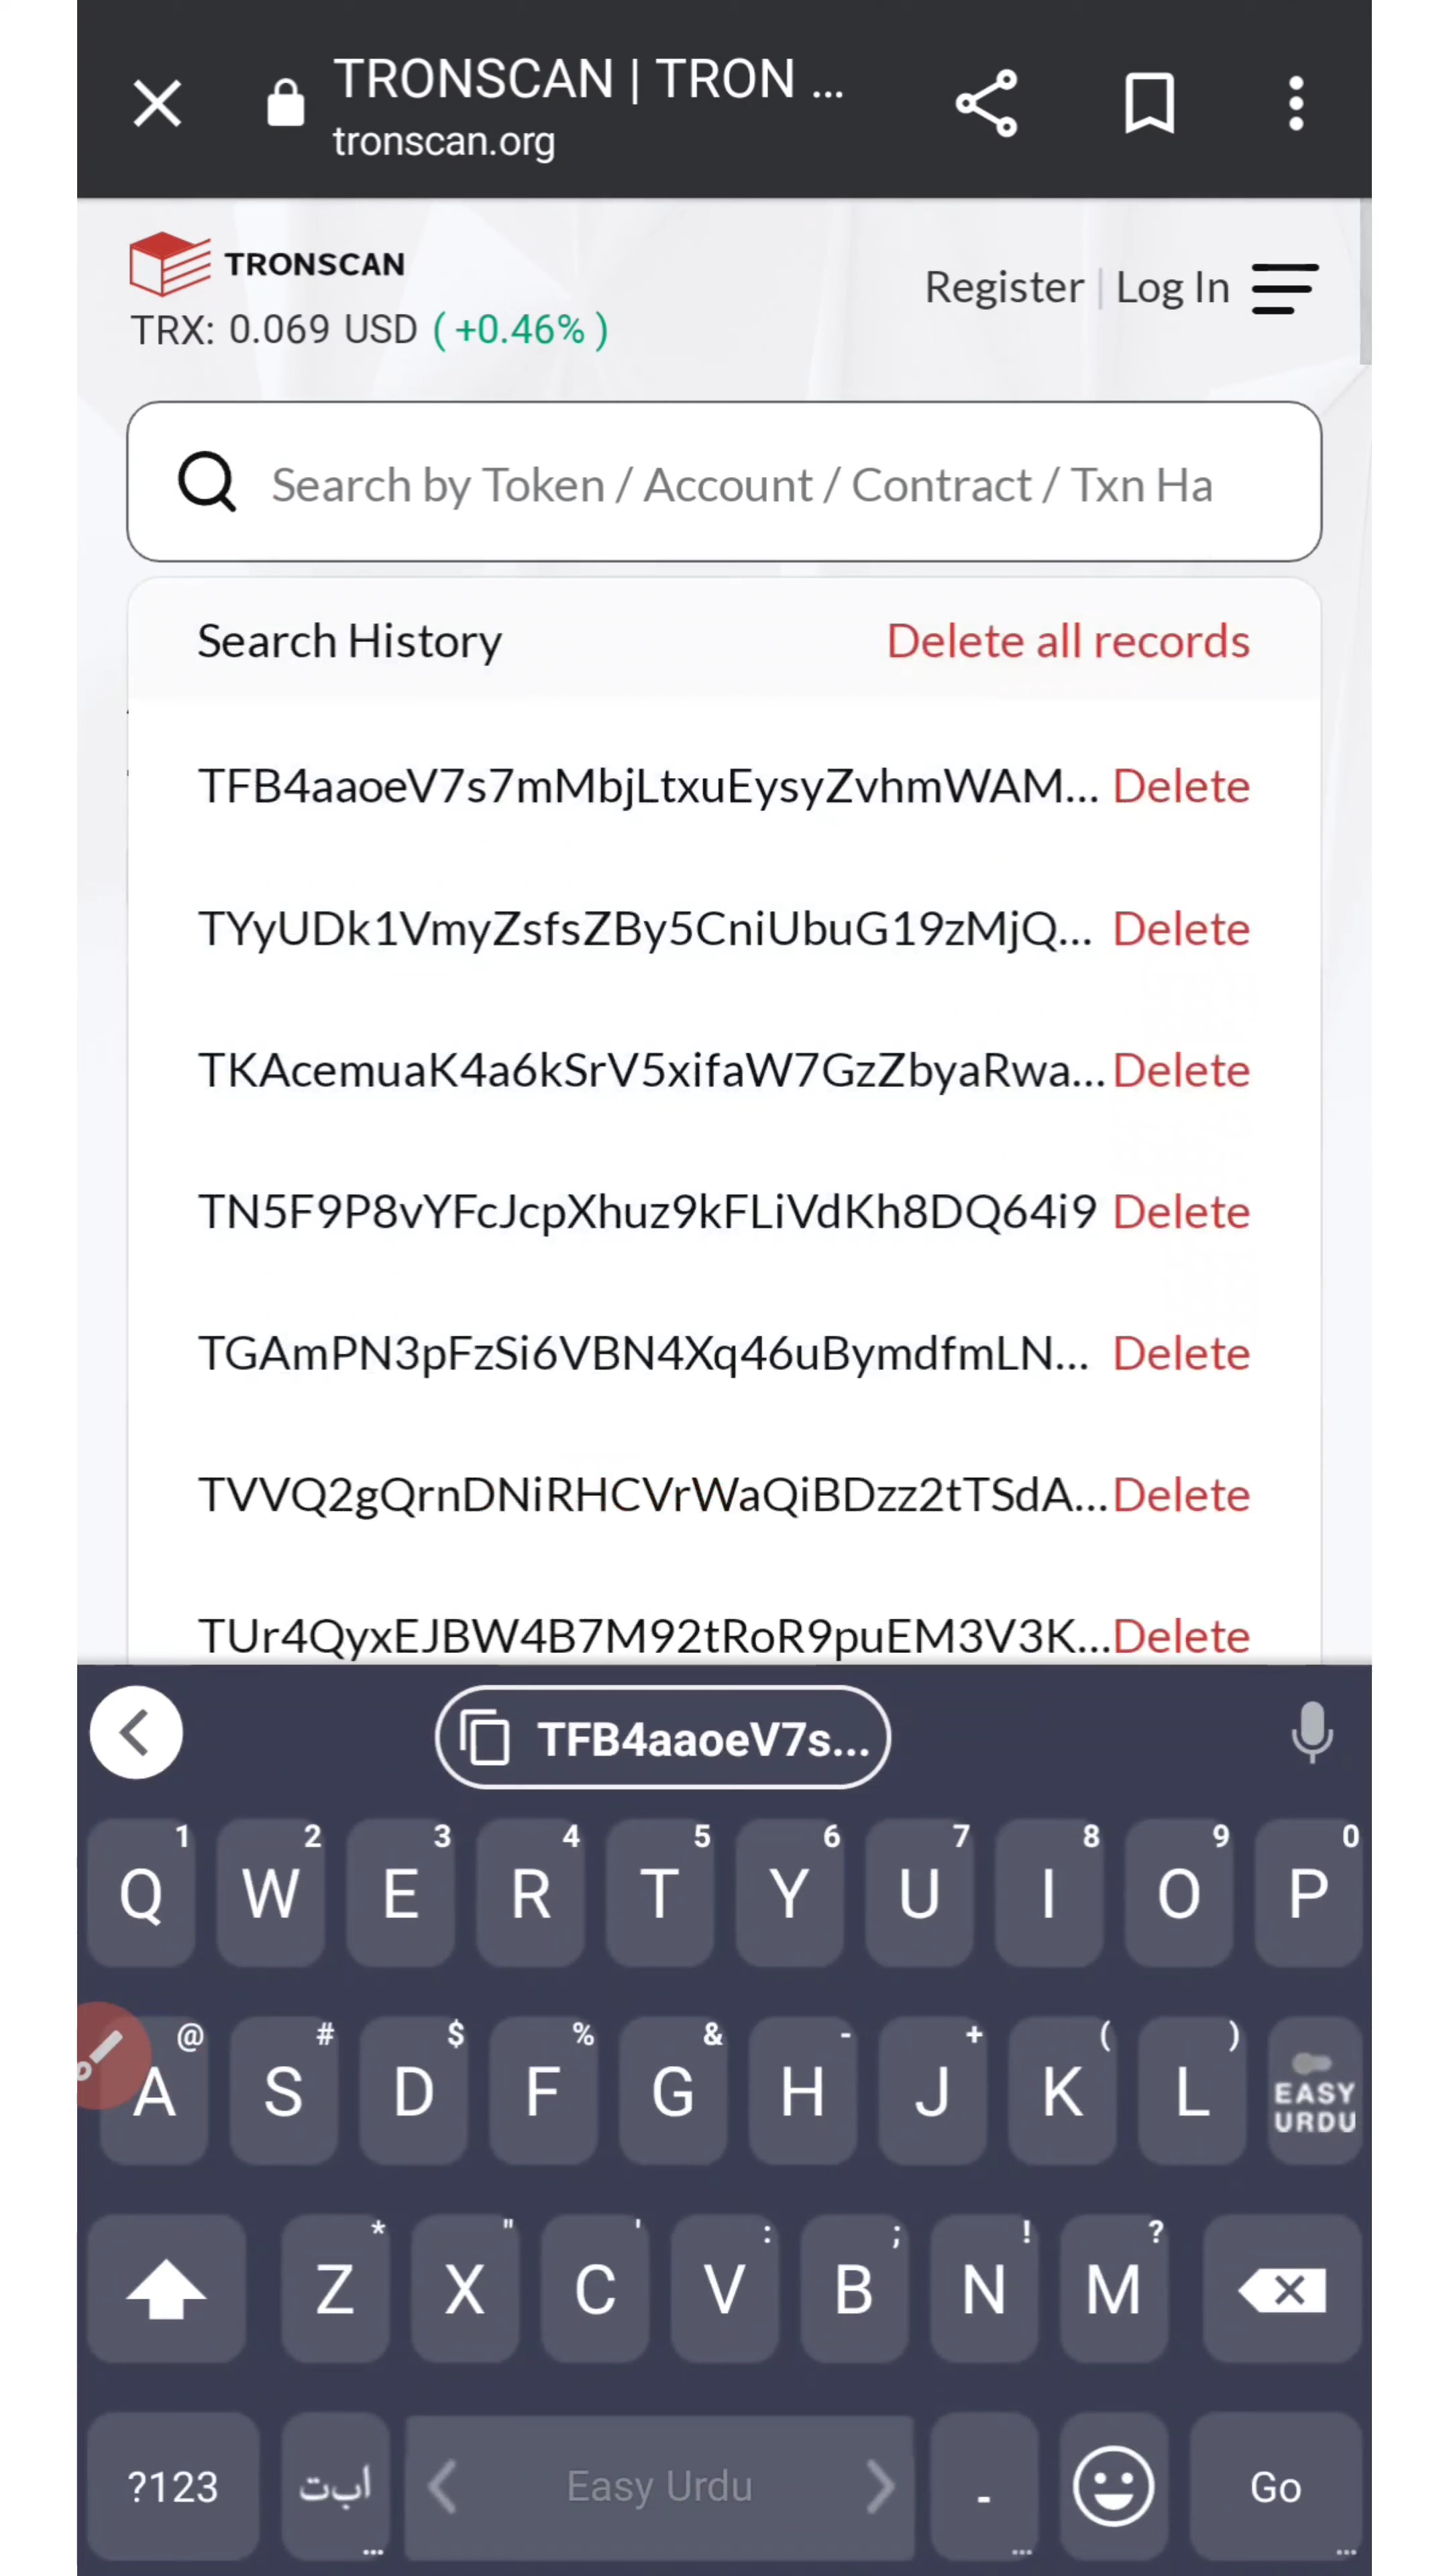 TRONSCAN | TRON ...
tronscan.org
TRONSCAN
TRX: 0.069 USD ( +0.46% )
Register | Log In
Search by Token / Account / Contract / Txn Ha
Search History Delete all records
TFB4aaoeV7s7mMbjLtxuEysyZvhmWAM... Delete
TYyUDk1VmyZsfsZBy5CniUbuG19zMjQ... Delete
TKAcemuaK4a6kSrV5xifaW7GzZbyaRwa... Delete
TN5F9P8vYFcJcpXhuz9kFLiVdKh8DQ64i9 Delete
TGAmPN3pFzSi6VBN4Xq46uBymdfmLN... Delete
TVVQ2gQrnDNiRHCVrWaQiBDzz2tTSdA... Delete
TUr4QyxEJBW4B7M92tRoR9puEM3V3K... Delete
TFB4aaoeV7s...
1 2 3 4 5 6 7 8 9 0
Q W E R T Y U I O P
@ # $ % & - + ( )
A S D F G H J K L EASY URDU
* " ' : ; ! ?
Z X C V B N M
?123 اب‌ت Easy Urdu - Go